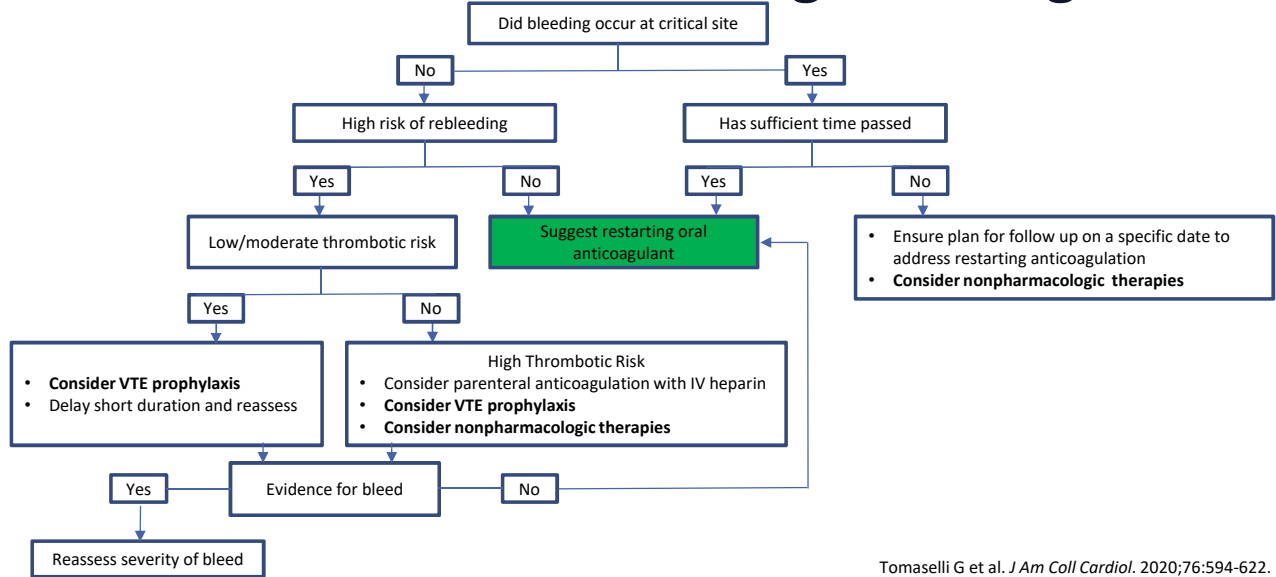 Did bleeding occur at critical site
No
Yes
High risk of rebleeding
Has sufficient time passed
Yes
No
Yes
No
Low/moderate thrombotic risk
Suggest restarting oral
anticoagulant
• Ensure plan for follow up on a specific date to
address restarting anticoagulation
• Consider nonpharmacologic therapies
Yes
No
• Consider VTE prophylaxis
• Delay short duration and reassess
High Thrombotic Risk
• Consider parenteral anticoagulation with IV heparin
• Consider VTE prophylaxis
• Consider nonpharmacologic therapies
Yes
Evidence for bleed
No
Reassess severity of bleed
Tomaselli G et al. J Am Coll Cardiol. 2020;76:594-622.